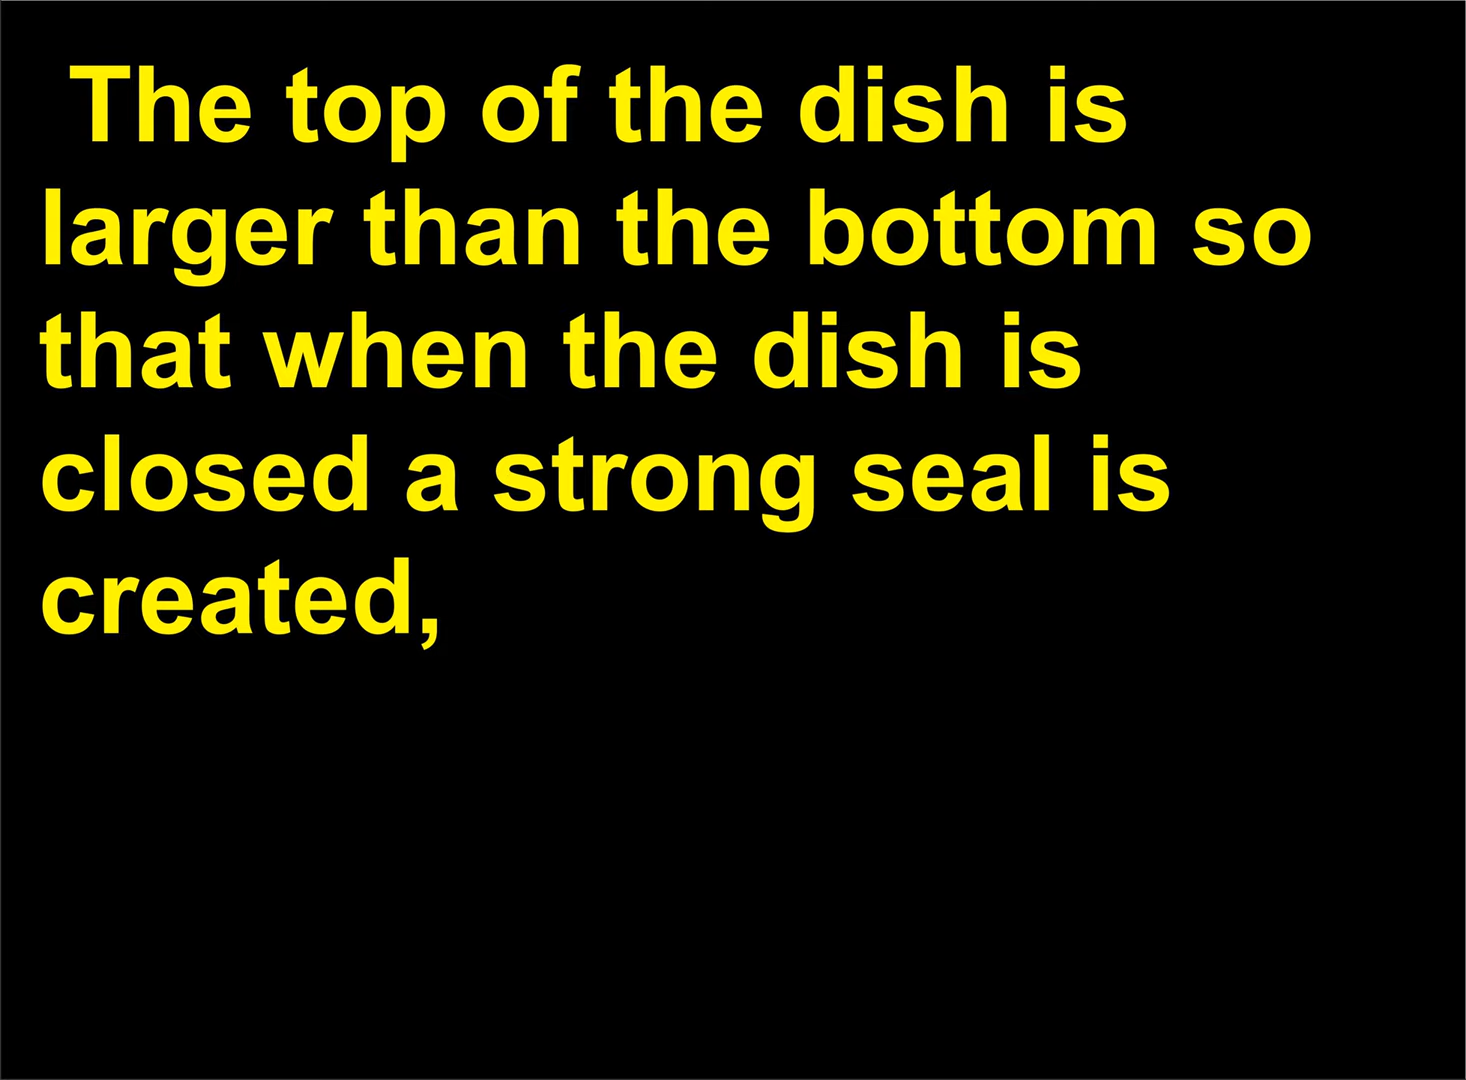 The top of the dish is
larger than the bottom so
that when the dish is
closed a strong seal is
created,